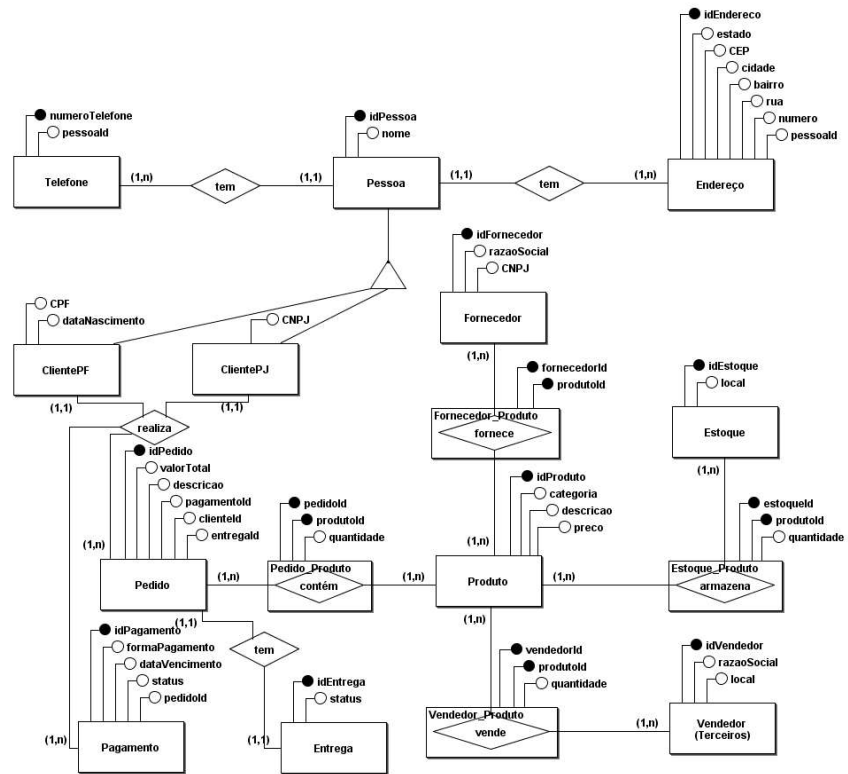 idEndereco
estado
CEP
cidade
bairro
rua
numero
pessoaId
numeroTelefone
pessoaId
idPessoa
nome
Telefone
(1,n)
tem
(1,1)
Pessoa
(1,1)
tem
(1,n)
Endereço
idFornecedor
razaoSocial
CNPJ
Fornecedor
(1,n)
CPF
dataNascimento
CNPJ
ClientePF
ClientePJ
(1,1)
(1,1)
realiza
fornecedorId
produtoId
Fornecedor_Produto
fornece
idEstoque
local
Estoque
(1,n)
idPedido
valorTotal
descricao
pagamentoId
clienteId
entregaId
(1,n)
Pedido
(1,n)
pedidoId
produtoId
quantidade
Pedido_Produto
contém
(1,n)
idProduto
categoria
descricao
preco
(1,n)
Produto
(1,n)
(1,n)
estoqueId
produtoId
quantidade
Estoque_Produto
armazena
(1,1)
tem
idPagamento
formaPagamento
dataVencimento
status
pedidoId
(1,n)
Pagamento
idEntrega
status
(1,1)
Entrega
vendedorId
produtoId
quantidade
Vendedor_Produto
vende
(1,n)
idVendedor
razaoSocial
local
Vendedor
(Terceiros)